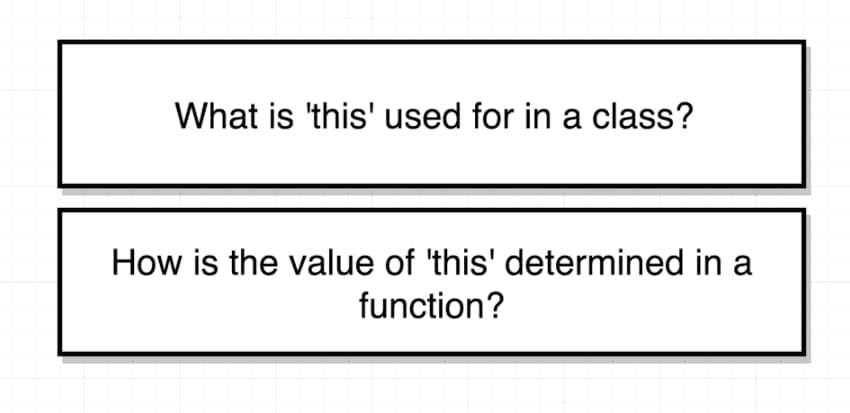 What is 'this' used for in a class?
How is the value of 'this' determined in a
function?